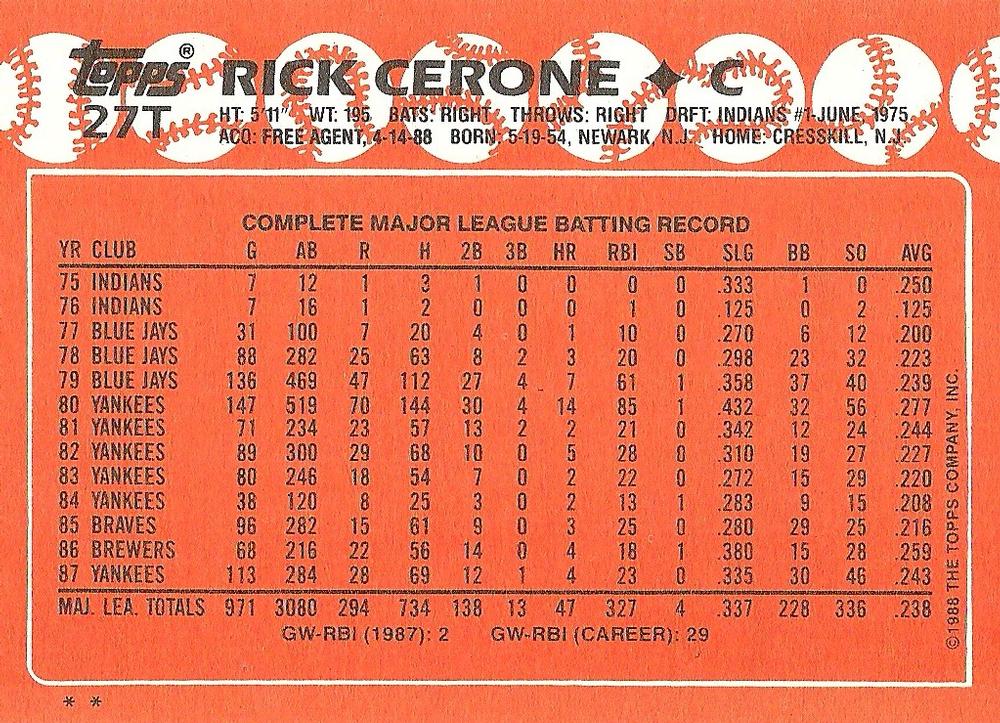 topps® RICK CERONE ◆ C
27T HT: 5'11" WT: 195 BATS: RIGHT THROWS: RIGHT DRFT: INDIANS #1-JUNE, 1975
ACQ: FREE AGENT, 4-14-88 BORN: 5-19-54, NEWARK, N.J. HOME: CRESSKILL, N.J.
COMPLETE MAJOR LEAGUE BATTING RECORD
YR CLUB G AB R H 2B 3B HR RBI SB SLG BB SO AVG
75 INDIANS 7 12 1 3 1 0 0 0 0 .333 1 0 .250
76 INDIANS 7 16 1 2 0 0 0 1 0 .125 0 2 .125
77 BLUE JAYS 31 100 7 20 4 0 1 10 0 .270 6 12 .200
78 BLUE JAYS 88 282 25 63 8 2 3 20 0 .298 23 32 .223
79 BLUE JAYS 136 469 47 112 27 4 7 61 1 .358 37 40 .239
80 YANKEES 147 519 70 144 30 4 14 85 1 .432 32 56 .277
81 YANKEES 71 234 23 57 13 2 2 21 0 .342 12 24 .244
82 YANKEES 89 300 29 68 10 0 5 28 0 .310 19 27 .227
83 YANKEES 80 246 18 54 7 0 2 22 0 .272 15 29 .220
84 YANKEES 38 120 8 25 3 0 2 13 1 .283 9 15 .208
85 BRAVES 96 282 15 61 9 0 3 25 0 .280 29 25 .216
86 BREWERS 68 216 22 56 14 0 4 18 1 .380 15 28 .259
87 YANKEES 113 284 28 69 12 1 4 23 0 .335 30 46 .243
MAJ. LEA. TOTALS 971 3080 294 734 138 13 47 327 4 .337 228 336 .238
GW-RBI (1987): 2 GW-RBI (CAREER): 29
©1988 THE TOPPS COMPANY, INC.
* *